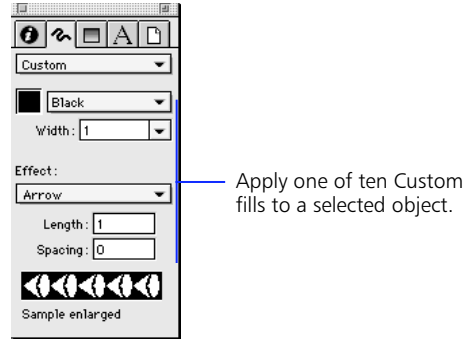 A
Custom
Black
Width: 1
Effect:
Arrow
Length: 1
Spacing: 0
Sample enlarged
Apply one of ten Custom
fills to a selected object.